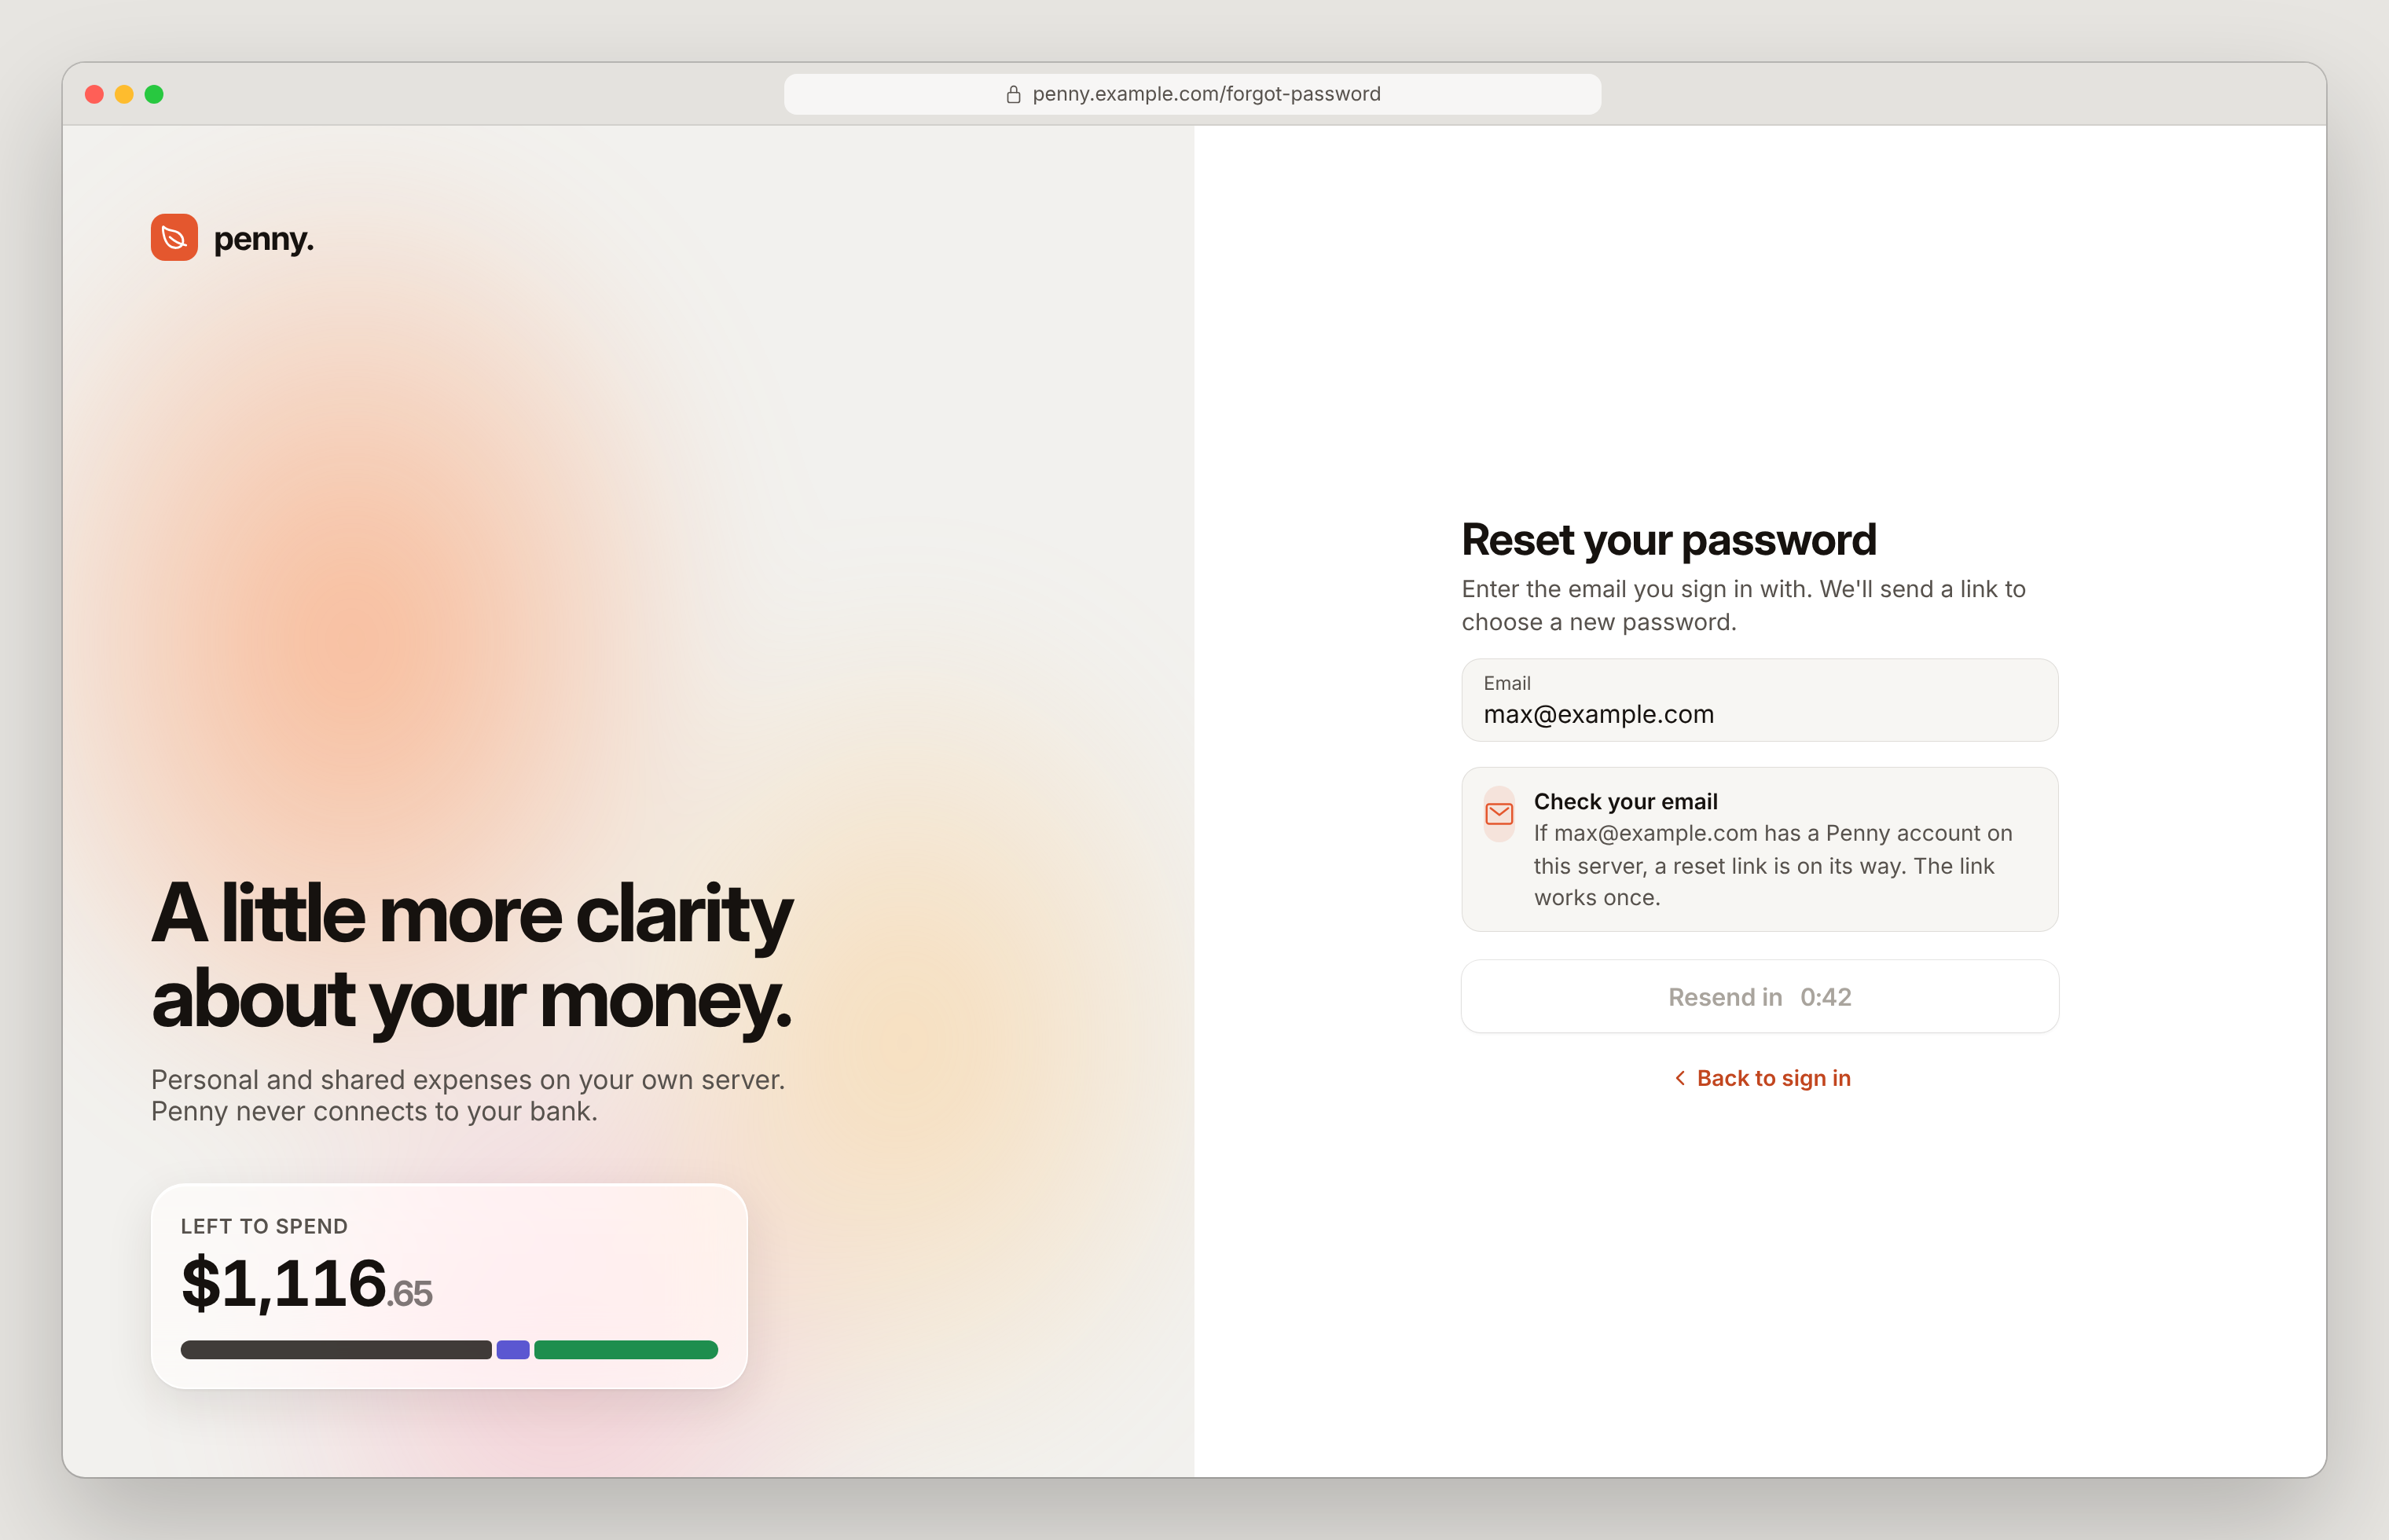 penny.example.com/forgot-password
penny.
A little more clarity
about your money.
Personal and shared expenses on your own server.
Penny never connects to your bank.
LEFT TO SPEND
$1,116.65
Reset your password
Enter the email you sign in with. We'll send a link to
choose a new password.
Email
max@example.com
Check your email
If max@example.com has a Penny account on
this server, a reset link is on its way. The link
works once.
Resend in 0:42
Back to sign in